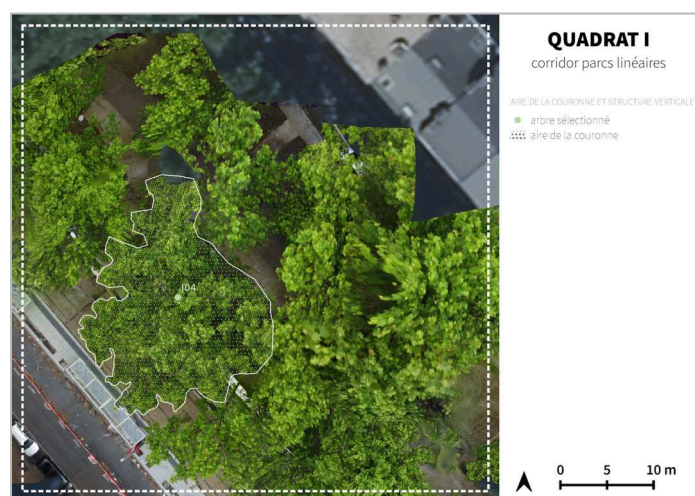 QUADRAT I
corridor parcs linéaires
AIRE DE LA COURONNE ET STRUCTURE VERTICALE
arbre sélectionné
aire de la couronne
I04
0 5 10 m